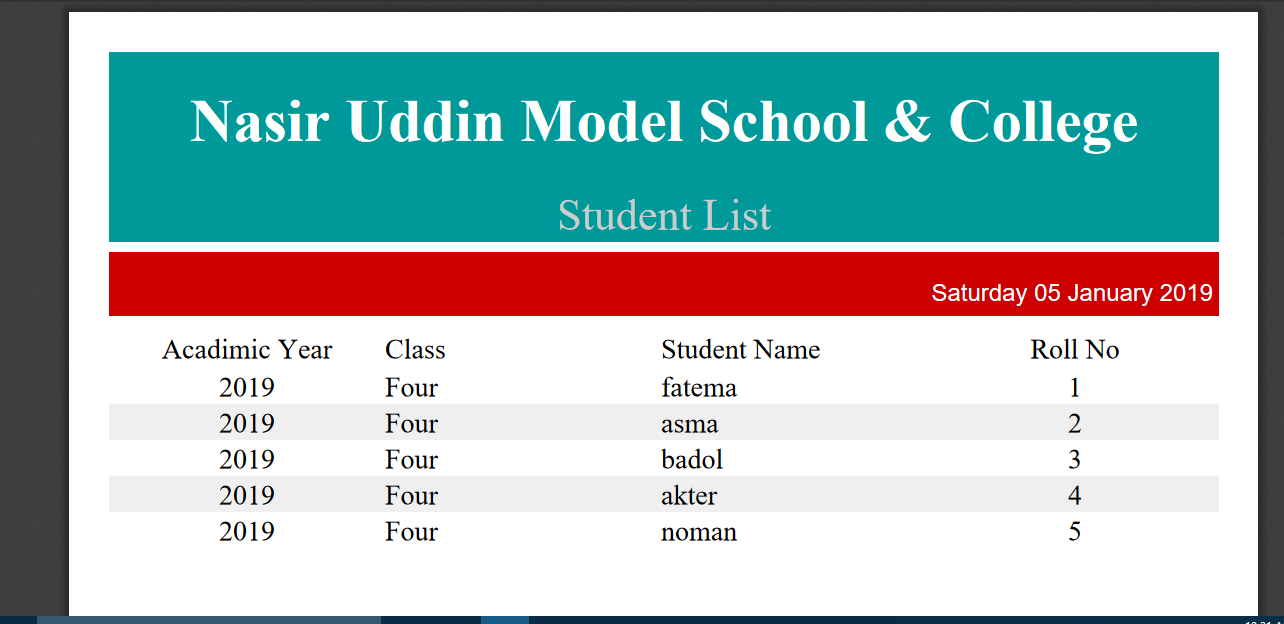 Nasir Uddin Model School & College
Student List
Saturday 05 January 2019
Acadimic Year Class Student Name Roll No
2019 Four fatema 1
2019 Four asma 2
2019 Four badol 3
2019 Four akter 4
2019 Four noman 5